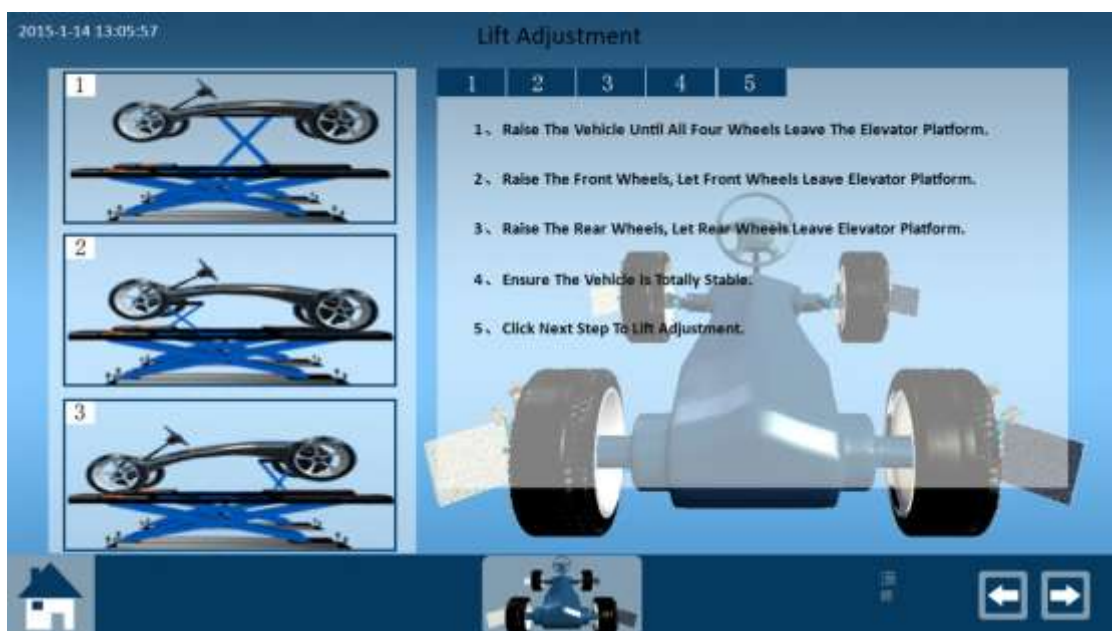 2015-1-14 13:05:57
Lift Adjustment
1
2
3
1 2 3 4 5
1、 Raise The Vehicle Until All Four Wheels Leave The Elevator Platform.
2、 Raise The Front Wheels, Let Front Wheels Leave Elevator Platform.
3、 Raise The Rear Wheels, Let Rear Wheels Leave Elevator Platform.
4、 Ensure The Vehicle Is Totally Stable.
5、 Click Next Step To Lift Adjustment.